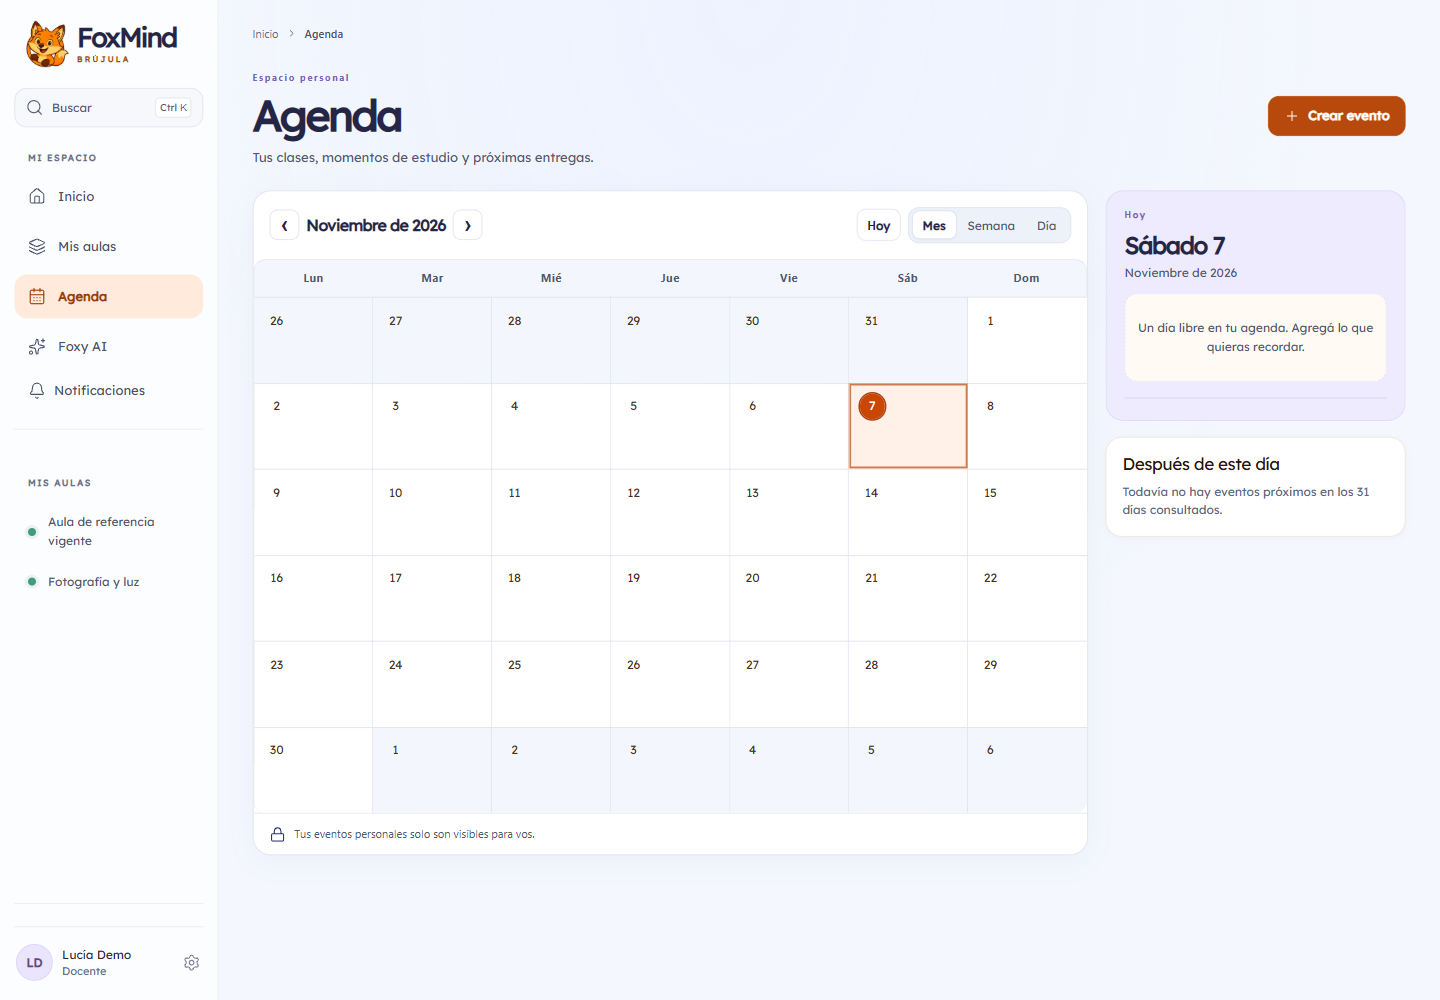 FoxMind
BRÚJULA
Buscar
Ctrl K
MI ESPACIO
Inicio
Mis aulas
Agenda
Foxy AI
Notificaciones
MIS AULAS
Aula de referencia
vigente
Fotografía y luz
LD
Lucía Demo
Docente
Inicio > Agenda
Espacio personal
Agenda
Tus clases, momentos de estudio y próximas entregas.
+ Crear evento
‹ Noviembre de 2026 ›
Hoy Mes Semana Día
Lun Mar Mié Jue Vie Sáb Dom
26 27 28 29 30 31 1
2 3 4 5 6 7 8
9 10 11 12 13 14 15
16 17 18 19 20 21 22
23 24 25 26 27 28 29
30 1 2 3 4 5 6
Tus eventos personales solo son visibles para vos.
Hoy
Sábado 7
Noviembre de 2026
Un día libre en tu agenda. Agregá lo que
quieras recordar.
Después de este día
Todavía no hay eventos próximos en los 31
días consultados.